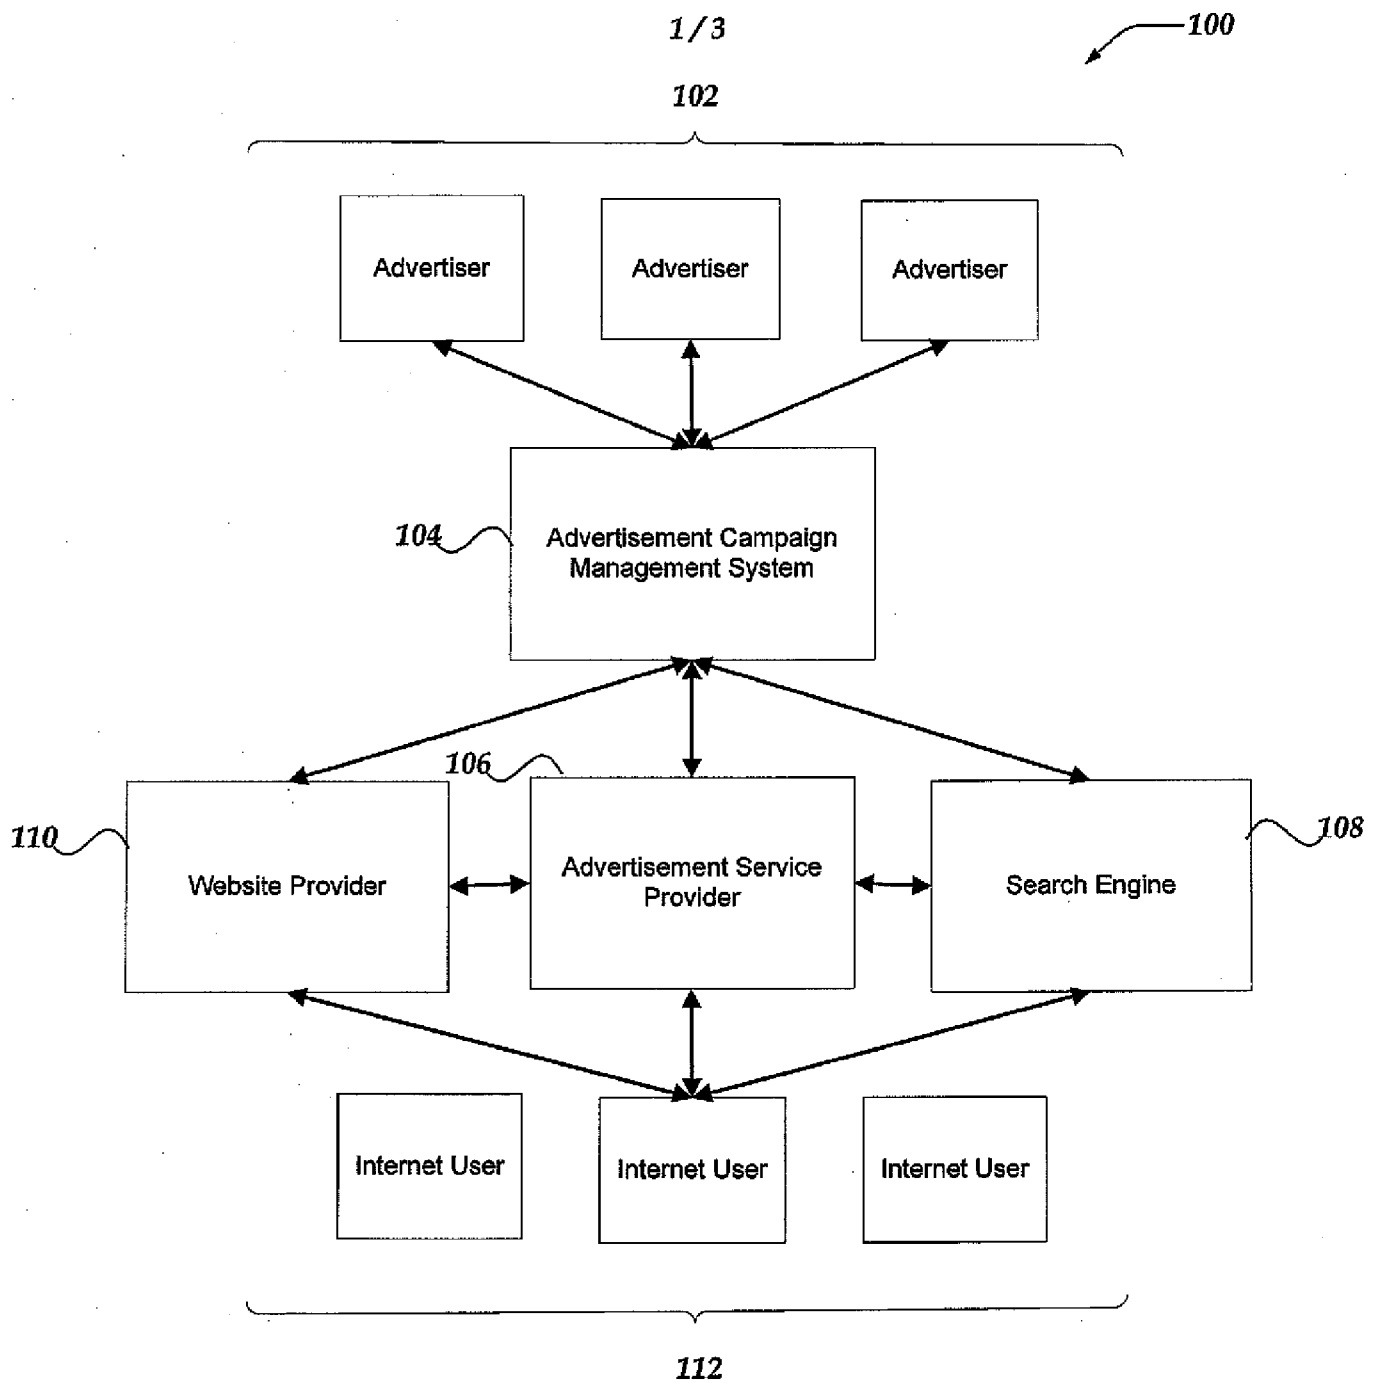 1/3
100
102
Advertiser
Advertiser
Advertiser
104
Advertisement Campaign
Management System
106
110
108
Website Provider
Advertisement Service
Provider
Search Engine
Internet User
Internet User
Internet User
112